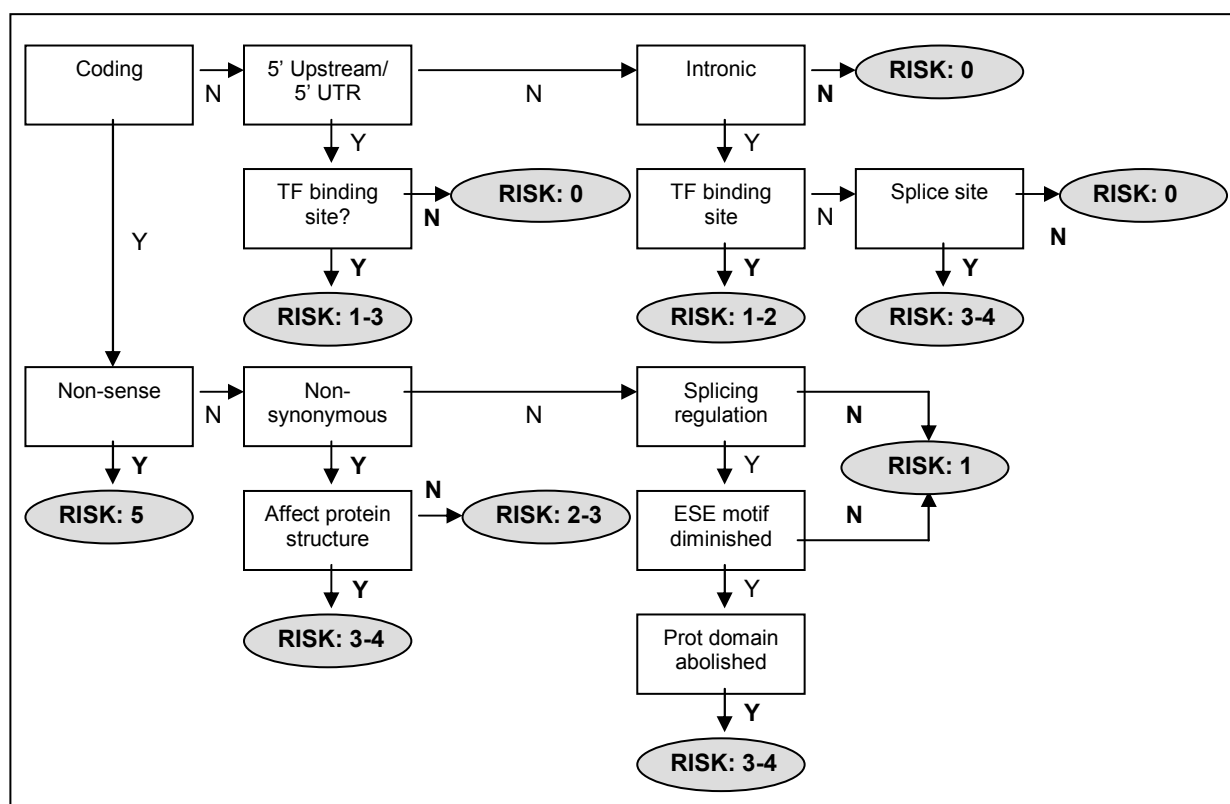 Coding
N
5' Upstream/
5' UTR
N
Intronic
N
RISK: 0
Y
Y
Y
TF binding
site?
N
RISK: 0
TF binding
site
N
Splice site
N
RISK: 0
Y
Y
Y
RISK: 1-3
RISK: 1-2
RISK: 3-4
Non-sense
N
Non-
synonymous
N
Splicing
regulation
N
Y
Y
Y
RISK: 1
RISK: 5
Affect protein
structure
N
RISK: 2-3
ESE motif
diminished
N
Y
Y
RISK: 3-4
Prot domain
abolished
Y
RISK: 3-4